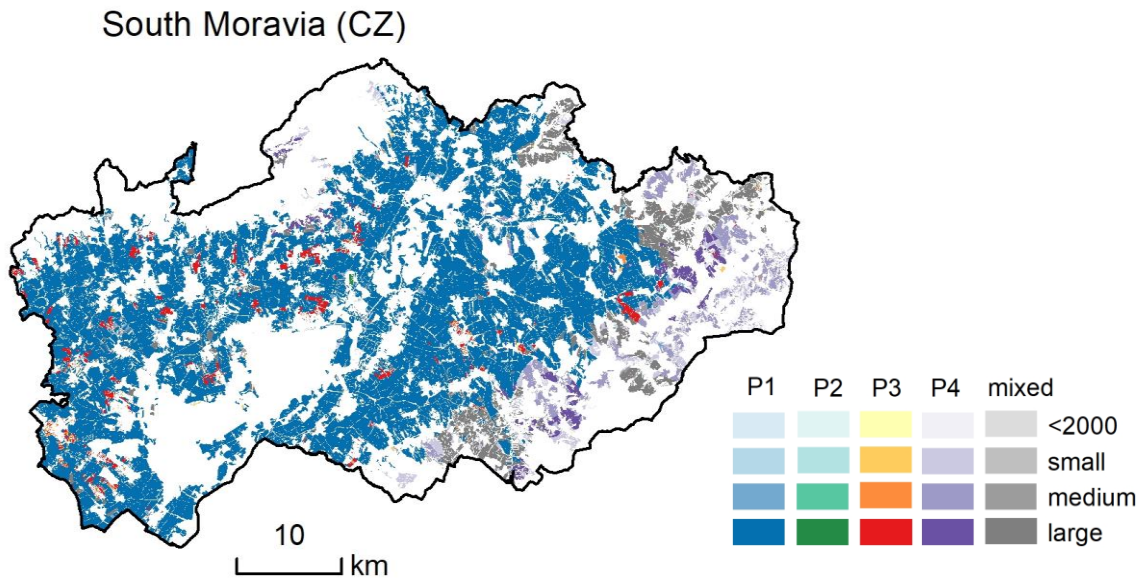 South Moravia (CZ)
P1 P2 P3 P4 mixed
<2000
small
medium
large
10
km